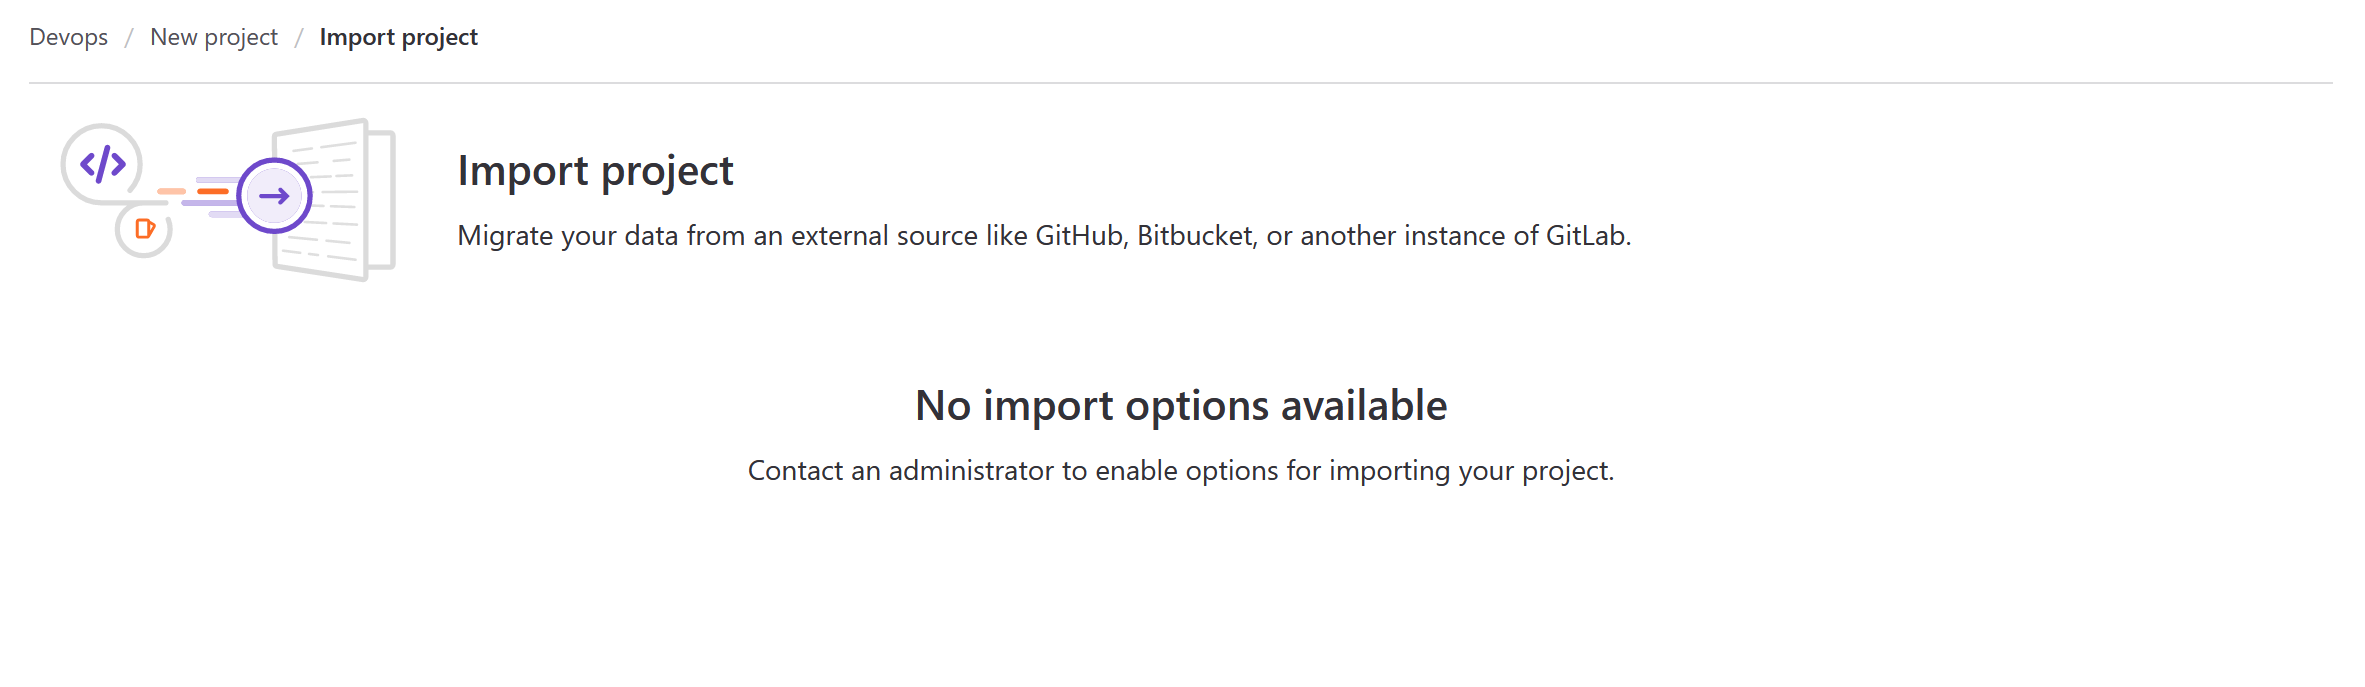 Devops / New project / Import project
Import project
Migrate your data from an external source like GitHub, Bitbucket, or another instance of GitLab.
No import options available
Contact an administrator to enable options for importing your project.